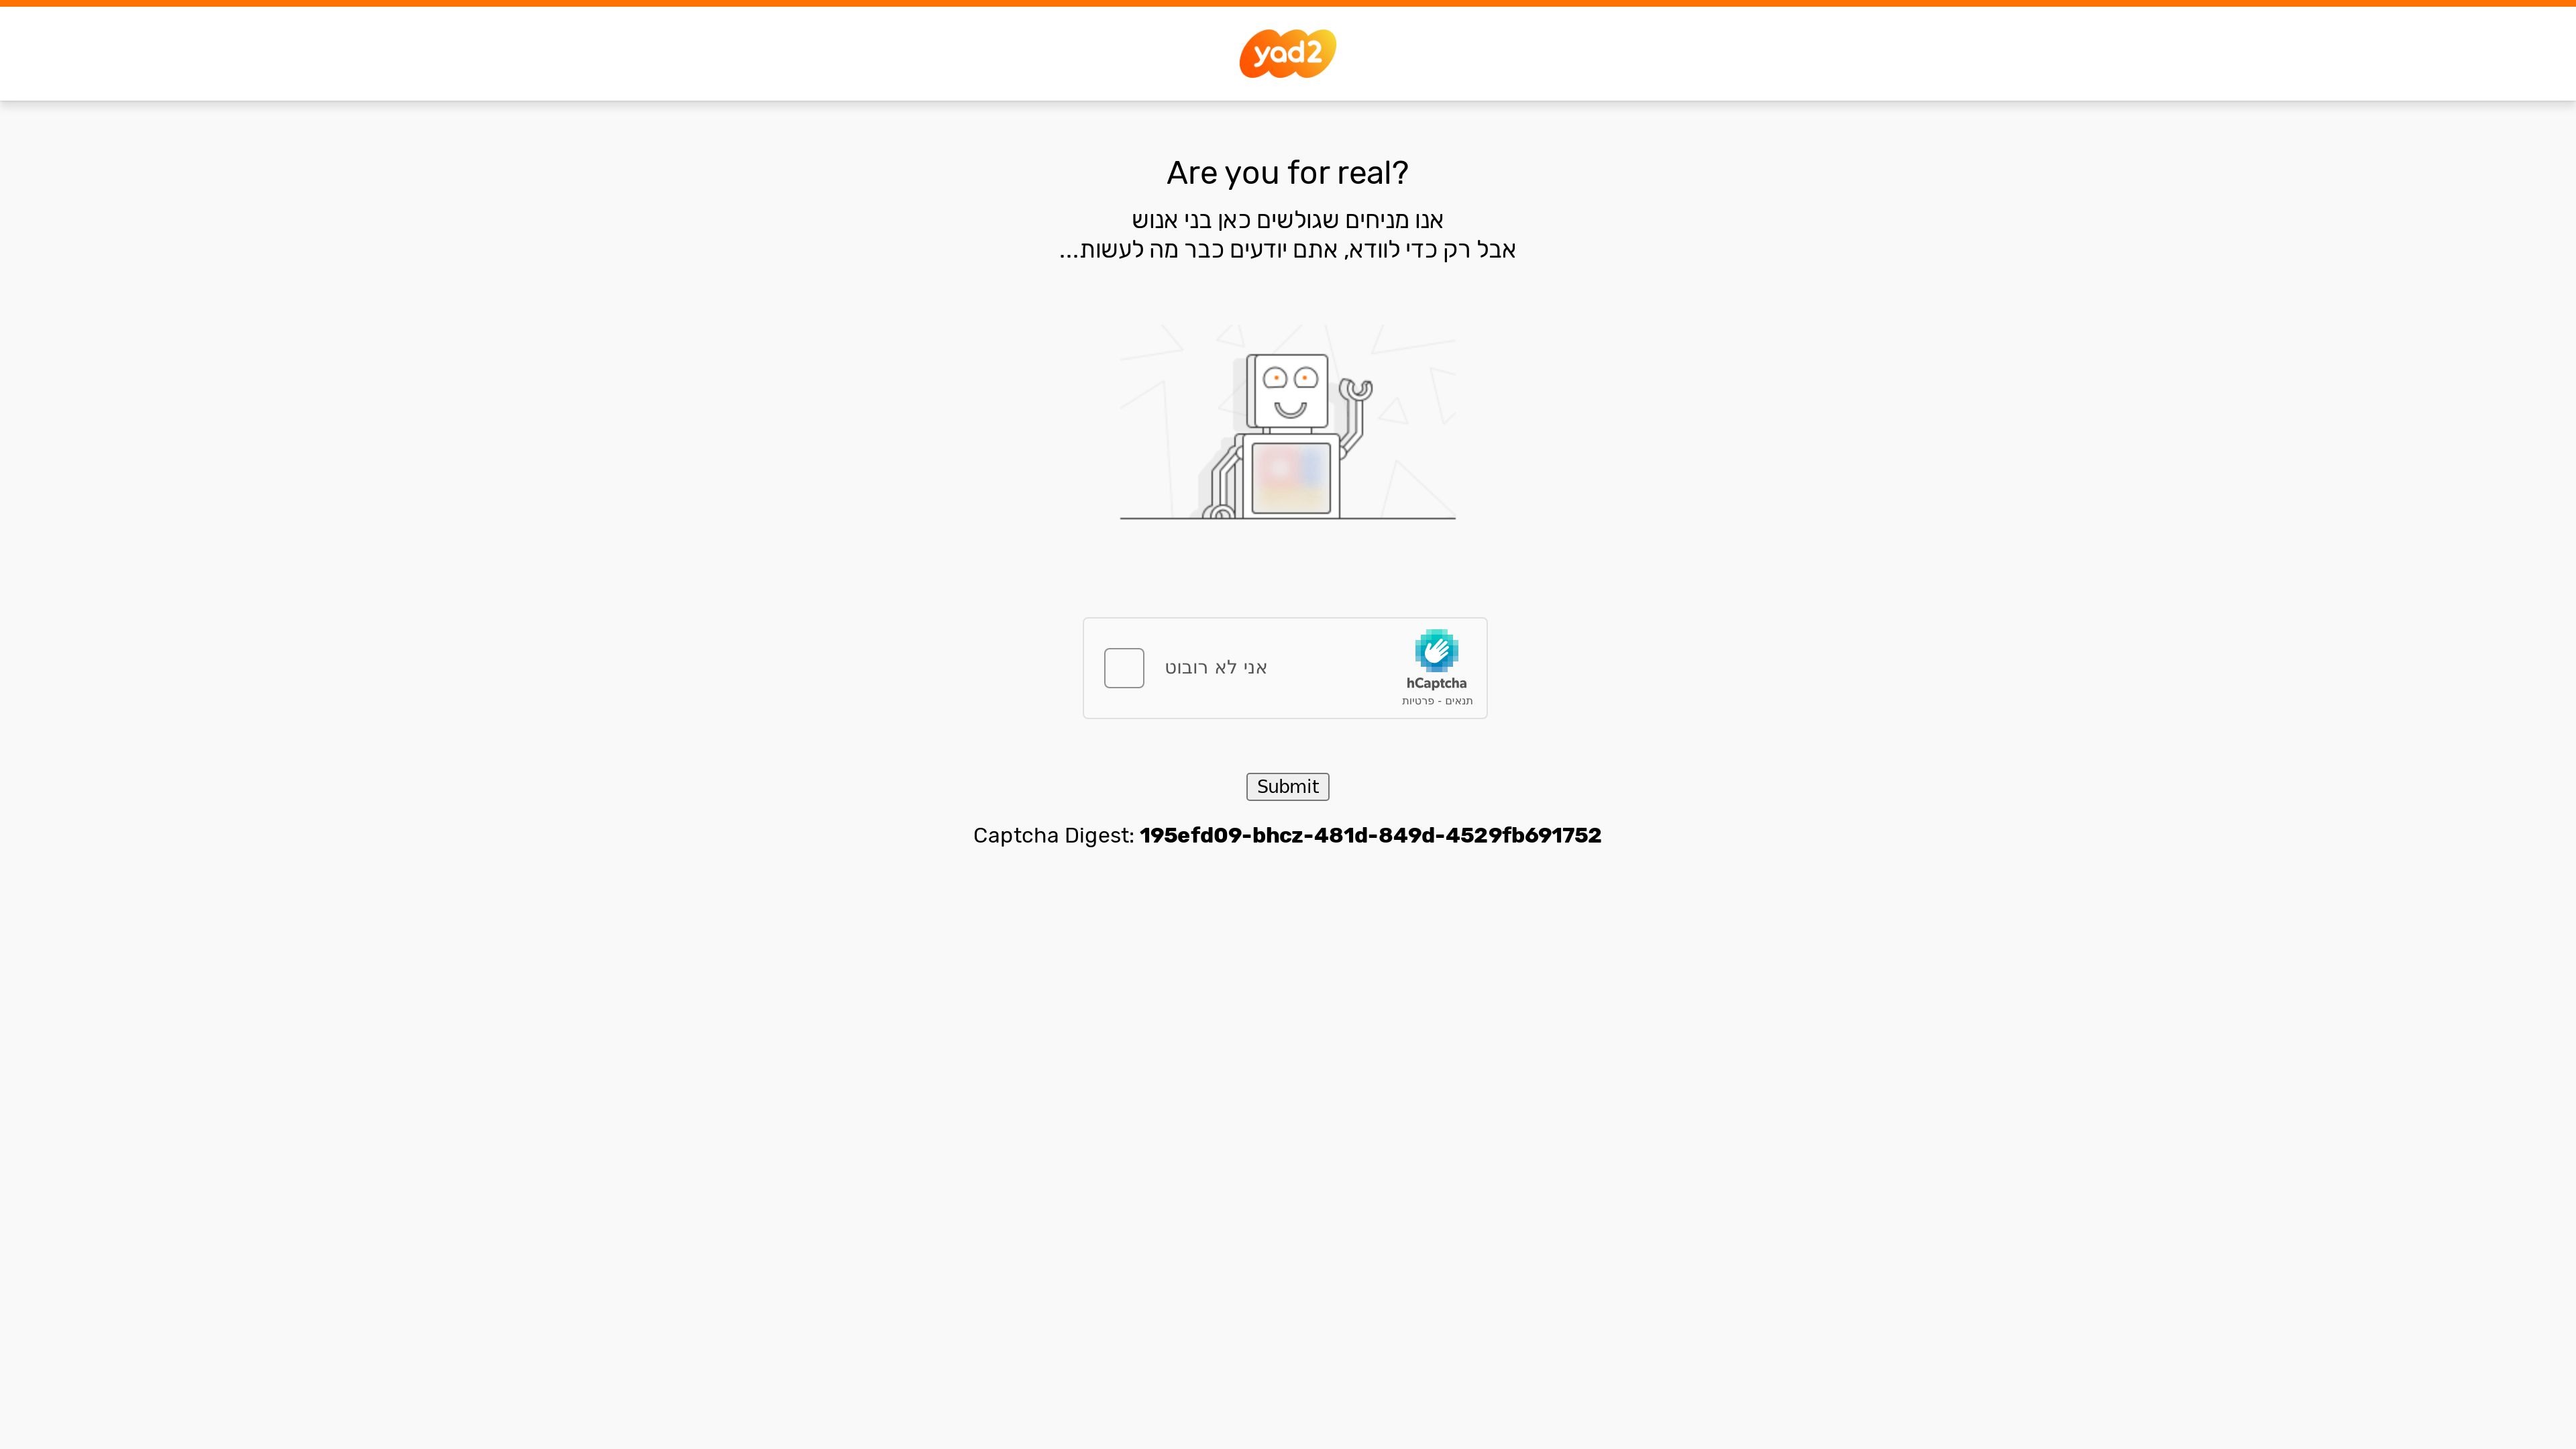 yad2
Are you for real?
אנו מניחים שגולשים כאן בני אנוש
אבל רק כדי לוודא, אתם יודעים כבר מה לעשות...
אני לא רובוט
hCaptcha
תנאים - פרטיות
Submit
Captcha Digest: 195efd09-bhcz-481d-849d-4529fb691752